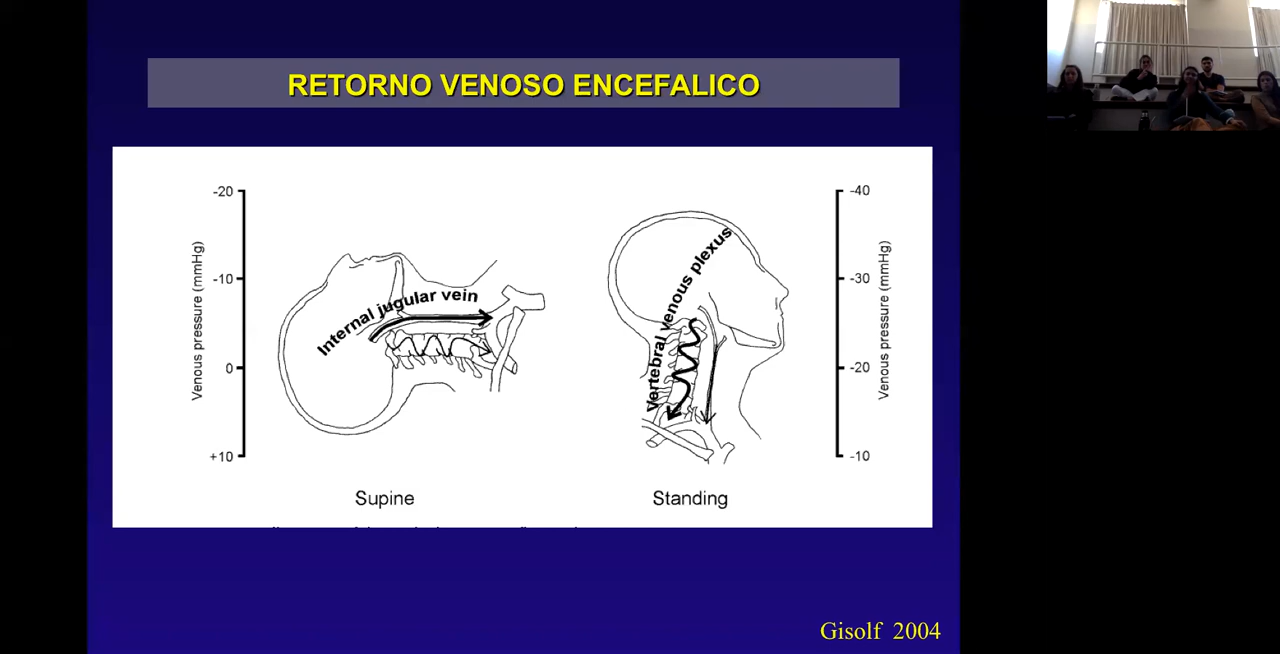 RETORNO VENOSO ENCEFALICO
Venous pressure (mmHg)
-20
-10
0
+10
Internal jugular vein
Supine
Vertebral venous plexus
Standing
-40
-30
-20
-10
Venous pressure (mmHg)
Gisolf 2004